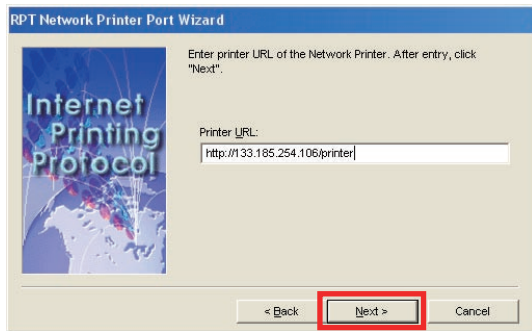 RPT Network Printer Port Wizard
Enter printer URL of the Network Printer. After entry, click
"Next".
Internet
Printing
Protocol
Printer URL:
http://133.185.254.106/printer
< Back
Next >
Cancel